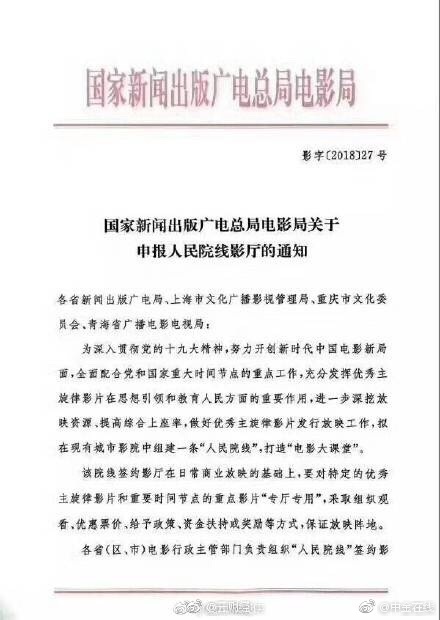 国家新闻出版广电总局电影局
影字〔2018〕27 号
国家新闻出版广电总局电影局关于
申报人民院线影厅的通知
各省新闻出版广电局、上海市文化广播影视管理局、重庆市文化委
员会、青海省广播电影电视局：
为深入贯彻党的十九大精神，努力开创新时代中国电影新局
面，全面配合党和国家重大时间节点的重点工作，充分发挥优秀主
旋律影片在思想引领和教育人民方面的重要作用，进一步深挖放
映资源、提高综合上座率，做好优秀主旋律影片发行放映工作，拟
在现有城市影院中组建一条“人民院线”，打造“电影大课堂”。
该院线签约影厅在日常商业放映的基础上，要对特定的优秀
主旋律影片和重要时间节点的重点影片“专厅专用”，采取组织观
看、优惠票价、给予政策、资金扶持或奖励等方式，保证放映阵地。
各省（区、市）电影行政主管部门负责组织“人民院线”签约影